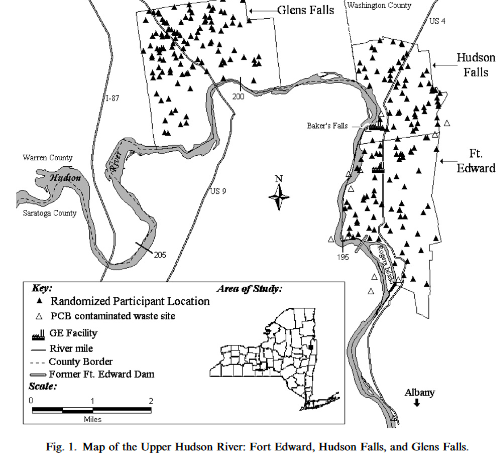 Glens Falls
Washington County
US 4
Hudson
Falls
I-87
200
Baker's Falls
Warren County
Hudson
River
Ft.
Edward
Saratoga County
US 9
N
205
195
Rogers Island
Key:
Area of Study:
Randomized Participant Location
PCB contaminated waste site
GE Facility
River mile
County Border
Former Ft. Edward Dam
Scale:
0 1 2
Miles
Albany
Fig. 1. Map of the Upper Hudson River: Fort Edward, Hudson Falls, and Glens Falls.